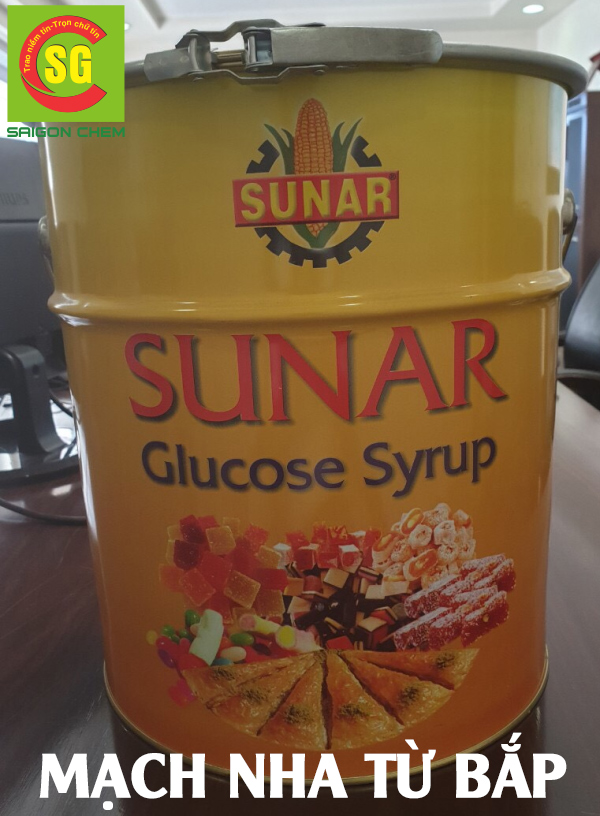 Trao niềm tin-Trọn chữ tín
SG
SAIGON CHEM
SUNAR
SUNAR
Glucose Syrup
MẠCH NHA TỪ BẮP